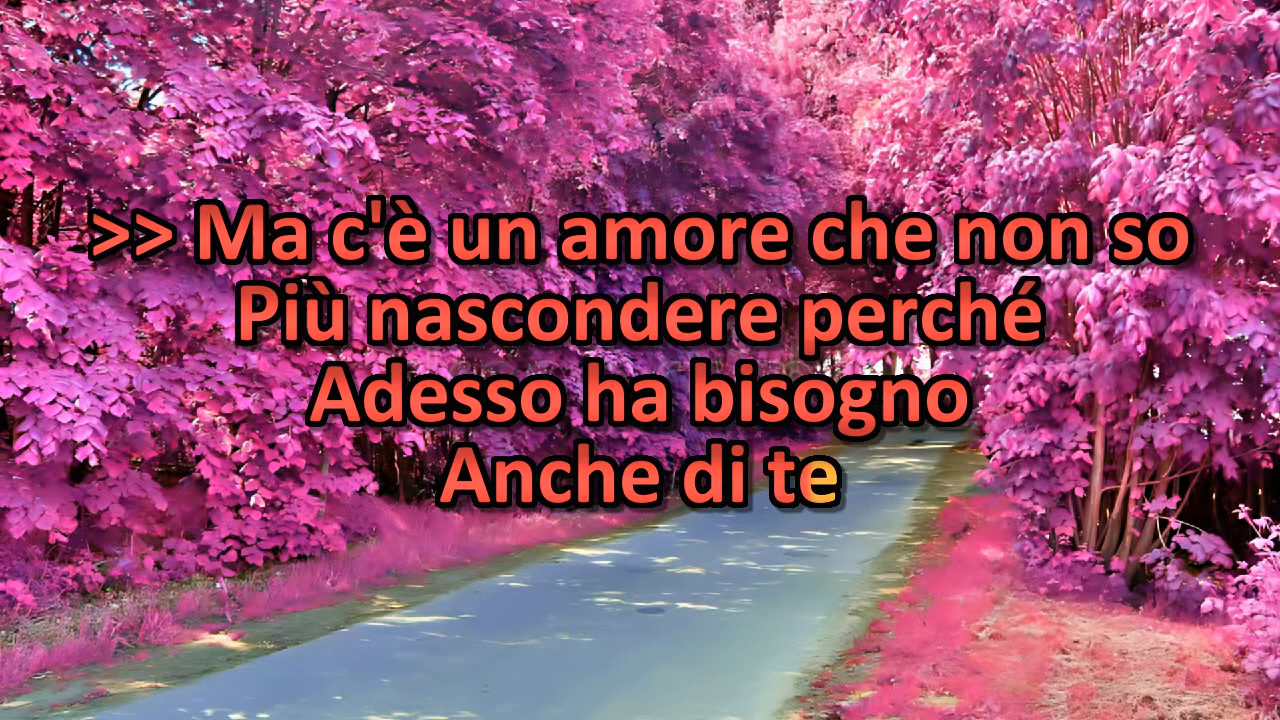 >> Ma c'è un amore che non so
Più nascondere perché
Adesso ha bisogno
Anche di te